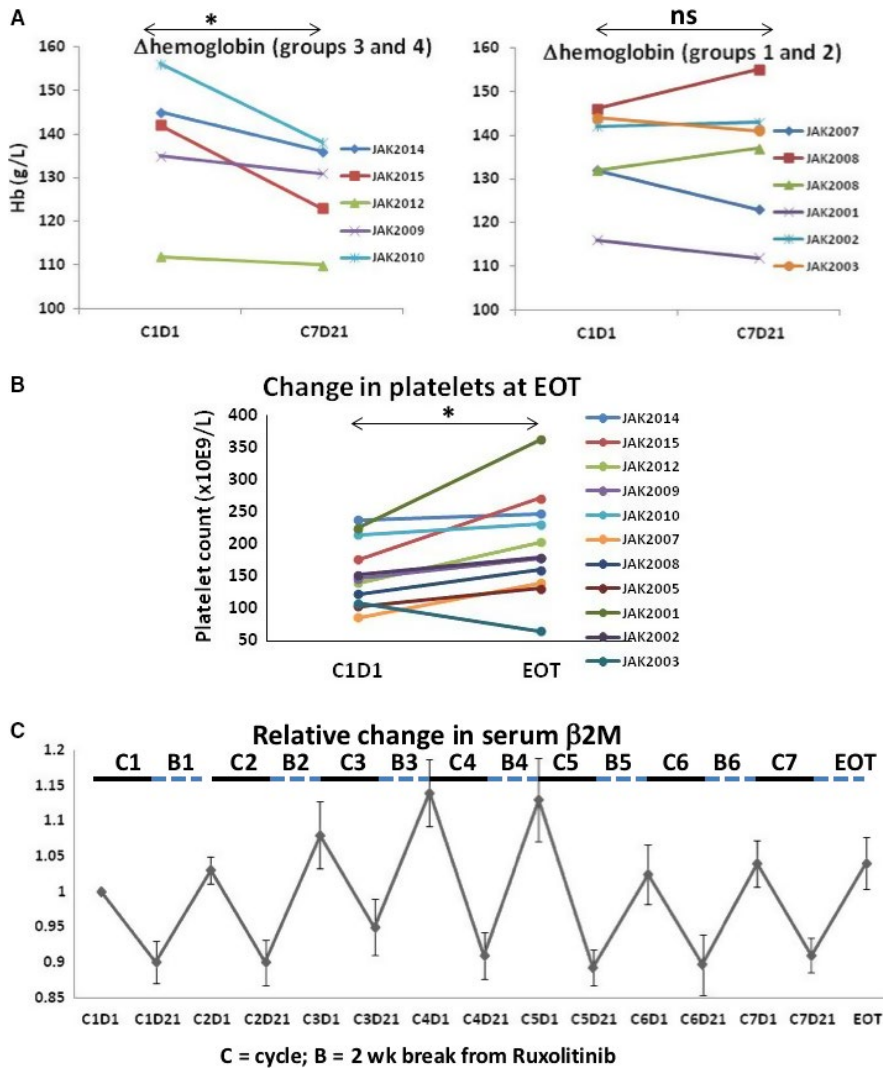 A
*
Δhemoglobin (groups 3 and 4)
Hb (g/L)
160
150
140
130
120
110
100
C1D1
C7D21
JAK2014
JAK2015
JAK2012
JAK2009
JAK2010
ns
Δhemoglobin (groups 1 and 2)
160
150
140
130
120
110
100
C1D1
C7D21
JAK2007
JAK2008
JAK2008
JAK2001
JAK2002
JAK2003
B
Change in platelets at EOT
*
Platelet count (x10E9/L)
400
350
300
250
200
150
100
50
C1D1
EOT
JAK2014
JAK2015
JAK2012
JAK2009
JAK2010
JAK2007
JAK2008
JAK2005
JAK2001
JAK2002
JAK2003
C
Relative change in serum β2M
C1 B1 C2 B2 C3 B3 C4 B4 C5 B5 C6 B6 C7 EOT
1.2
1.15
1.1
1.05
1
0.95
0.9
0.85
C1D1 C1D21 C2D1 C2D21 C3D1 C3D21 C4D1 C4D21 C5D1 C5D21 C6D1 C6D21 C7D1 C7D21 EOT
C = cycle; B = 2 wk break from Ruxolitinib